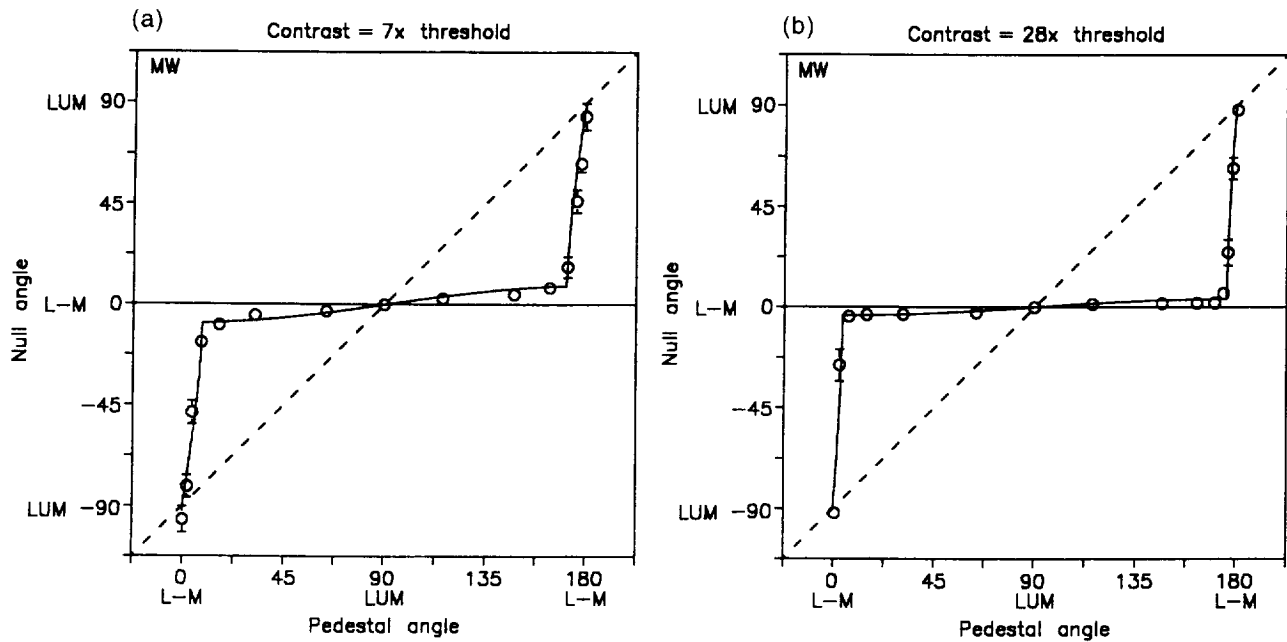 (a)
Contrast = 7x threshold
MW
LUM 90
45
L–M 0
-45
LUM -90
Null angle
0 45 90 135 180
L–M LUM L–M
Pedestal angle
(b)
Contrast = 28x threshold
MW
LUM 90
45
L–M 0
-45
LUM -90
Null angle
0 45 90 135 180
L–M LUM L–M
Pedestal angle